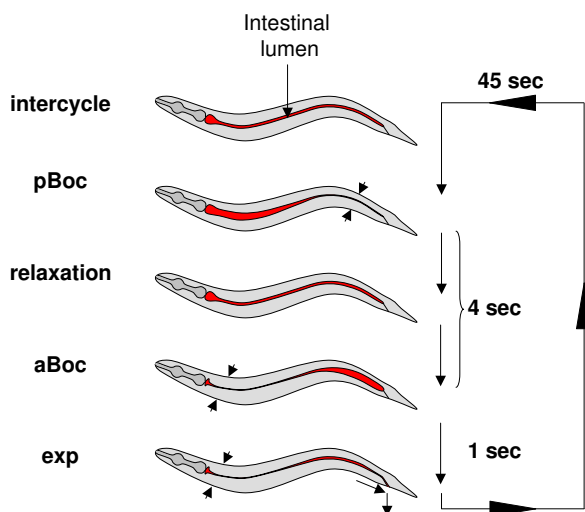 Intestinal
lumen
45 sec
intercycle
pBoc
relaxation
4 sec
aBoc
exp
1 sec